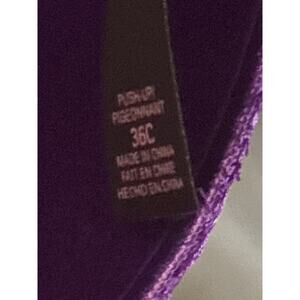 PUSH-UP/
PIGEONNANT
36C
MADE IN CHINA
FAIT EN CHINE
HECHO EN CHINA